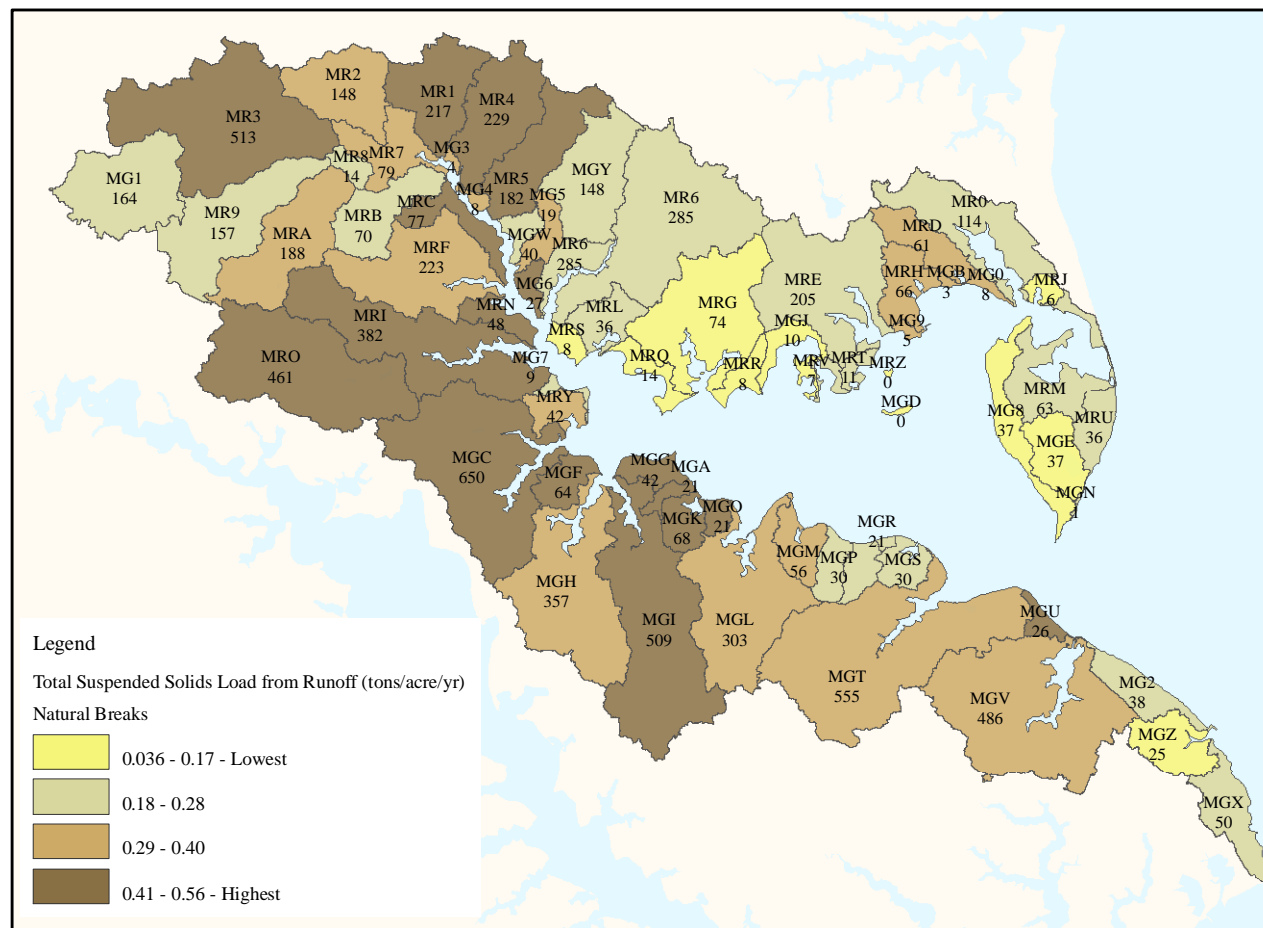 MR2
148
MR1
217
MR4
229
MR3
513
MR8
14
MR7
79
MG3
4
MG1
164
MR9
157
MRA
188
MRB
70
MRC
77
MG4
8
MR5
182
MG5
19
MGY
148
MR6
285
MRF
223
MGW
40
MR6
285
MG6
27
MRE
205
MR0
114
MRD
61
MRH
66
MGB
3
MG0
8
MRJ
6
MG9
5
MRI
382
MRN
48
MRL
36
MRS
8
MRG
74
MGJ
10
MRO
461
MG7
9
MRQ
14
MRR
8
MRV
7
MRT
11
MRZ
0
MGD
0
MRM
63
MG8
37
MRU
36
MGE
37
MGN
1
MRY
42
MGC
650
MGF
64
MGG
42
MGA
21
MGK
68
MGO
21
MGH
357
MGI
509
MGL
303
MGM
56
MGP
30
MGR
21
MGS
30
MGT
555
MGU
26
MGV
486
MG2
38
MGZ
25
MGX
50
Legend
Total Suspended Solids Load from Runoff (tons/acre/yr)
Natural Breaks
0.036 - 0.17 - Lowest
0.18 - 0.28
0.29 - 0.40
0.41 - 0.56 - Highest